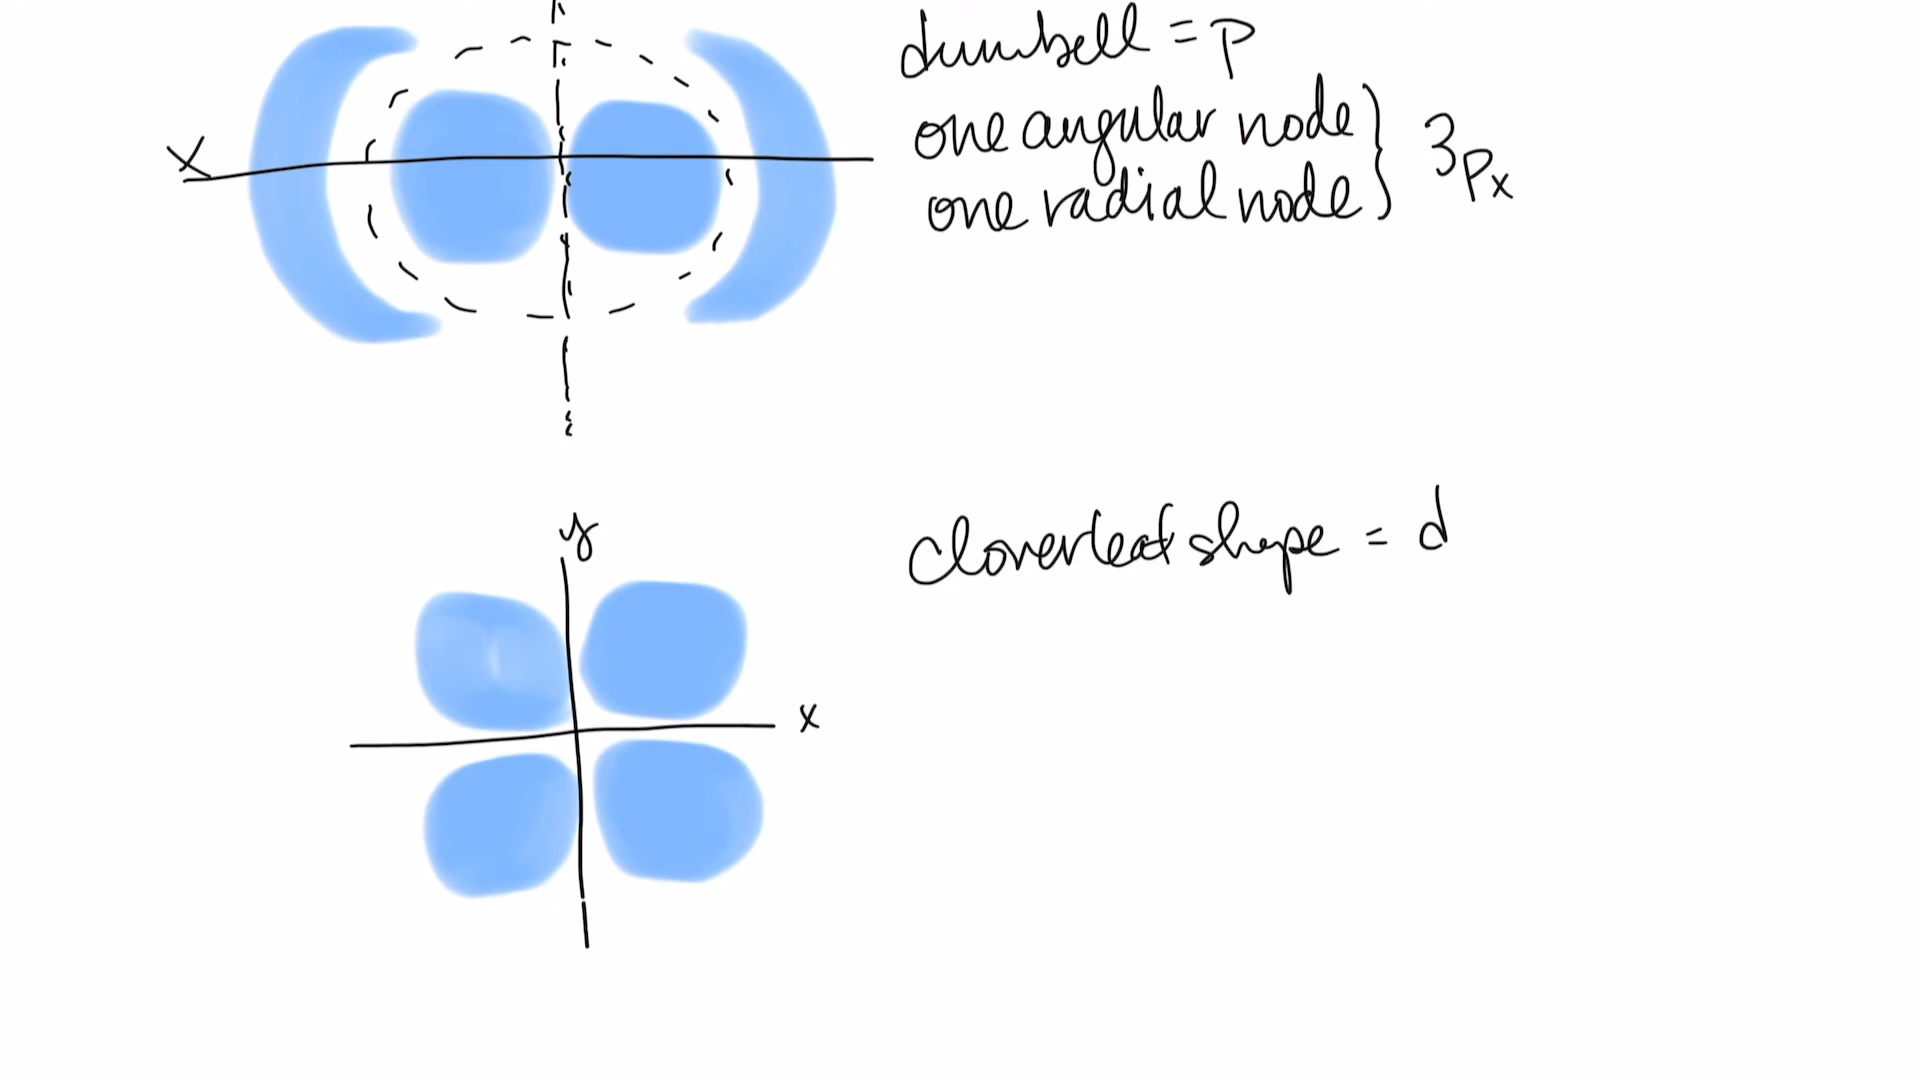 dumbell = p
one angular node
one radial node
3px
X
y
cloverleaf shape = d
x